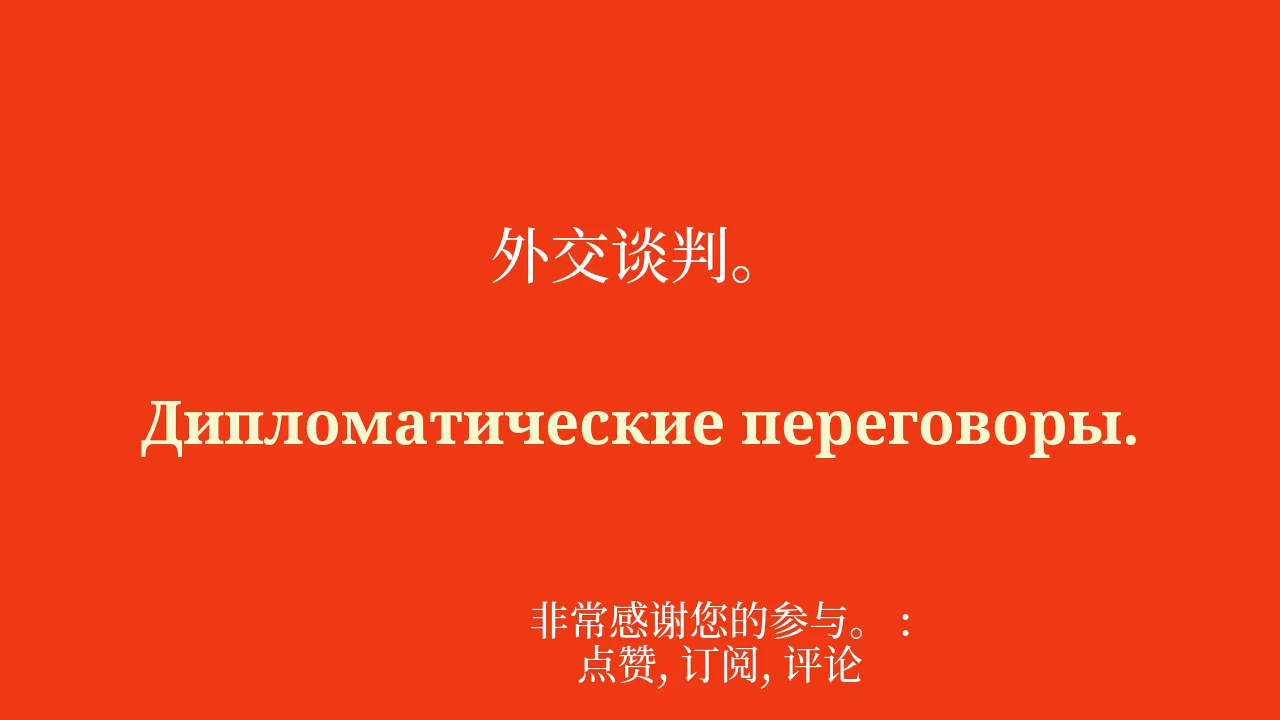 外交谈判。
Дипломатические переговоры.
非常感谢您的参与。 :
点赞, 订阅, 评论